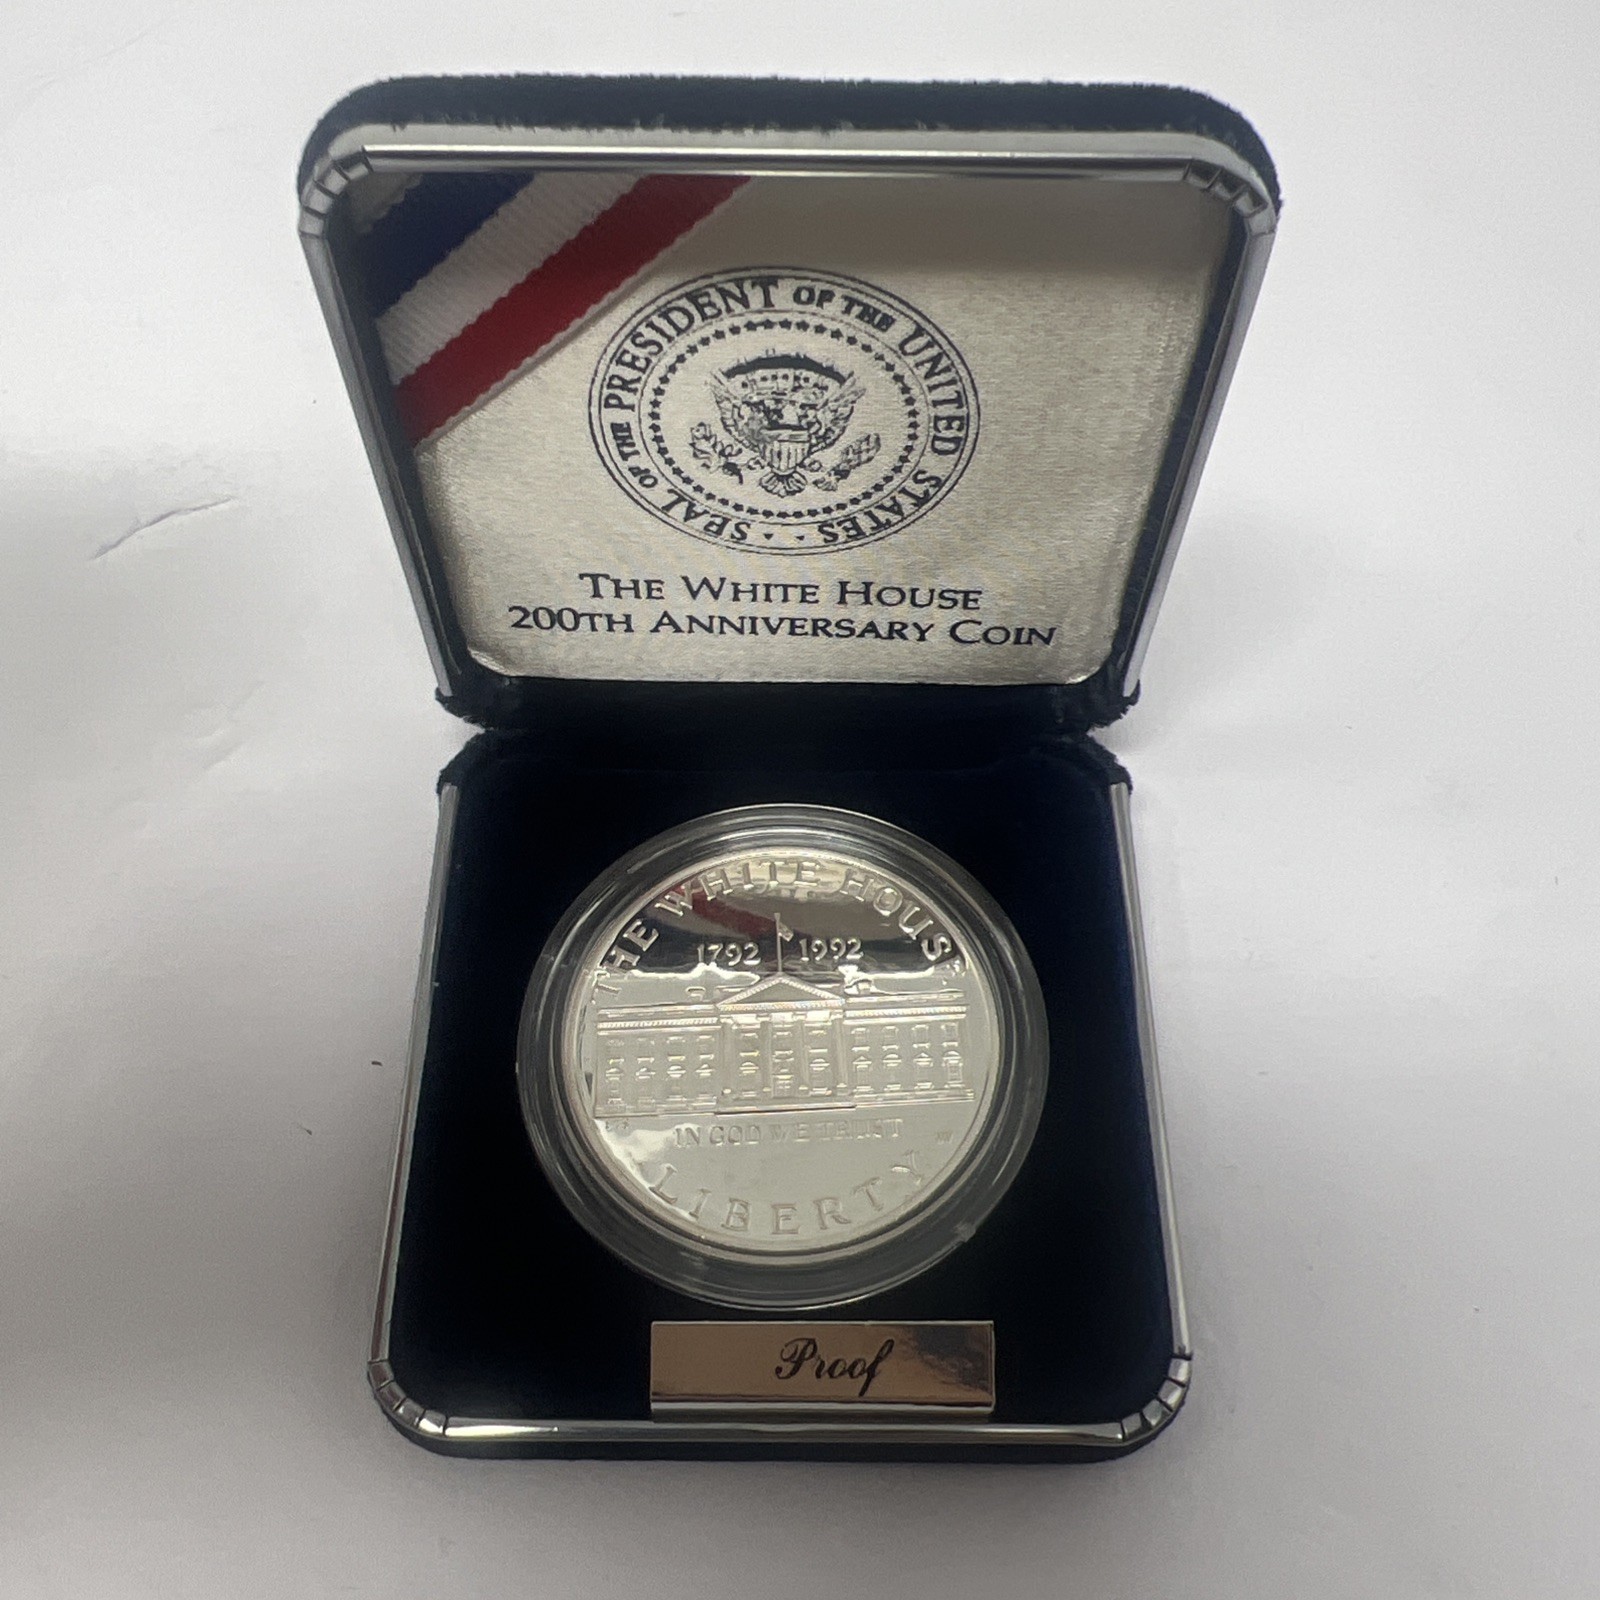 SEAL OF THE PRESIDENT OF THE UNITED STATES
THE WHITE HOUSE
200TH ANNIVERSARY COIN
THE WHITE HOUSE
1792 1992
IN GOD WE TRUST
LIBERTY
Proof